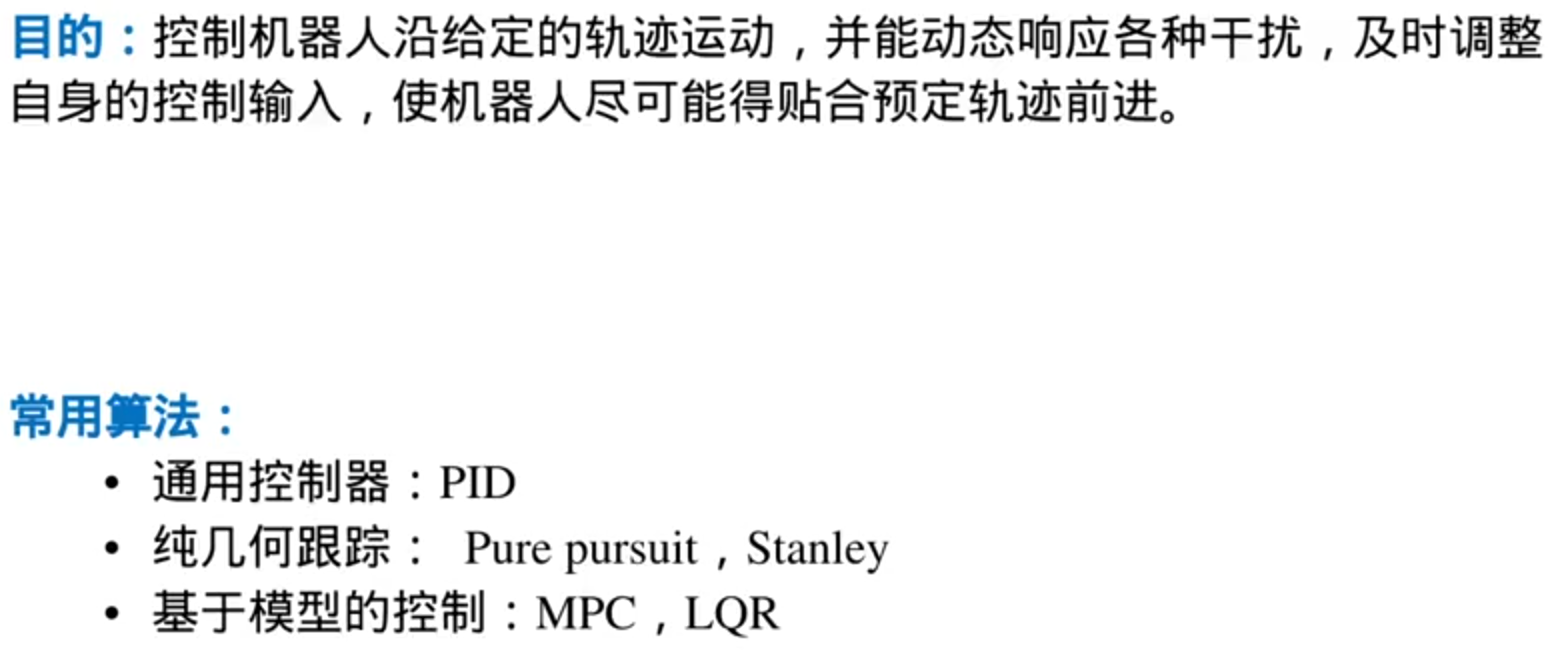 目的：控制机器人沿给定的轨迹运动，并能动态响应各种干扰，及时调整
自身的控制输入，使机器人尽可能得贴合预定轨迹前进。
常用算法：
• 通用控制器：PID
• 纯几何跟踪： Pure pursuit，Stanley
• 基于模型的控制：MPC，LQR